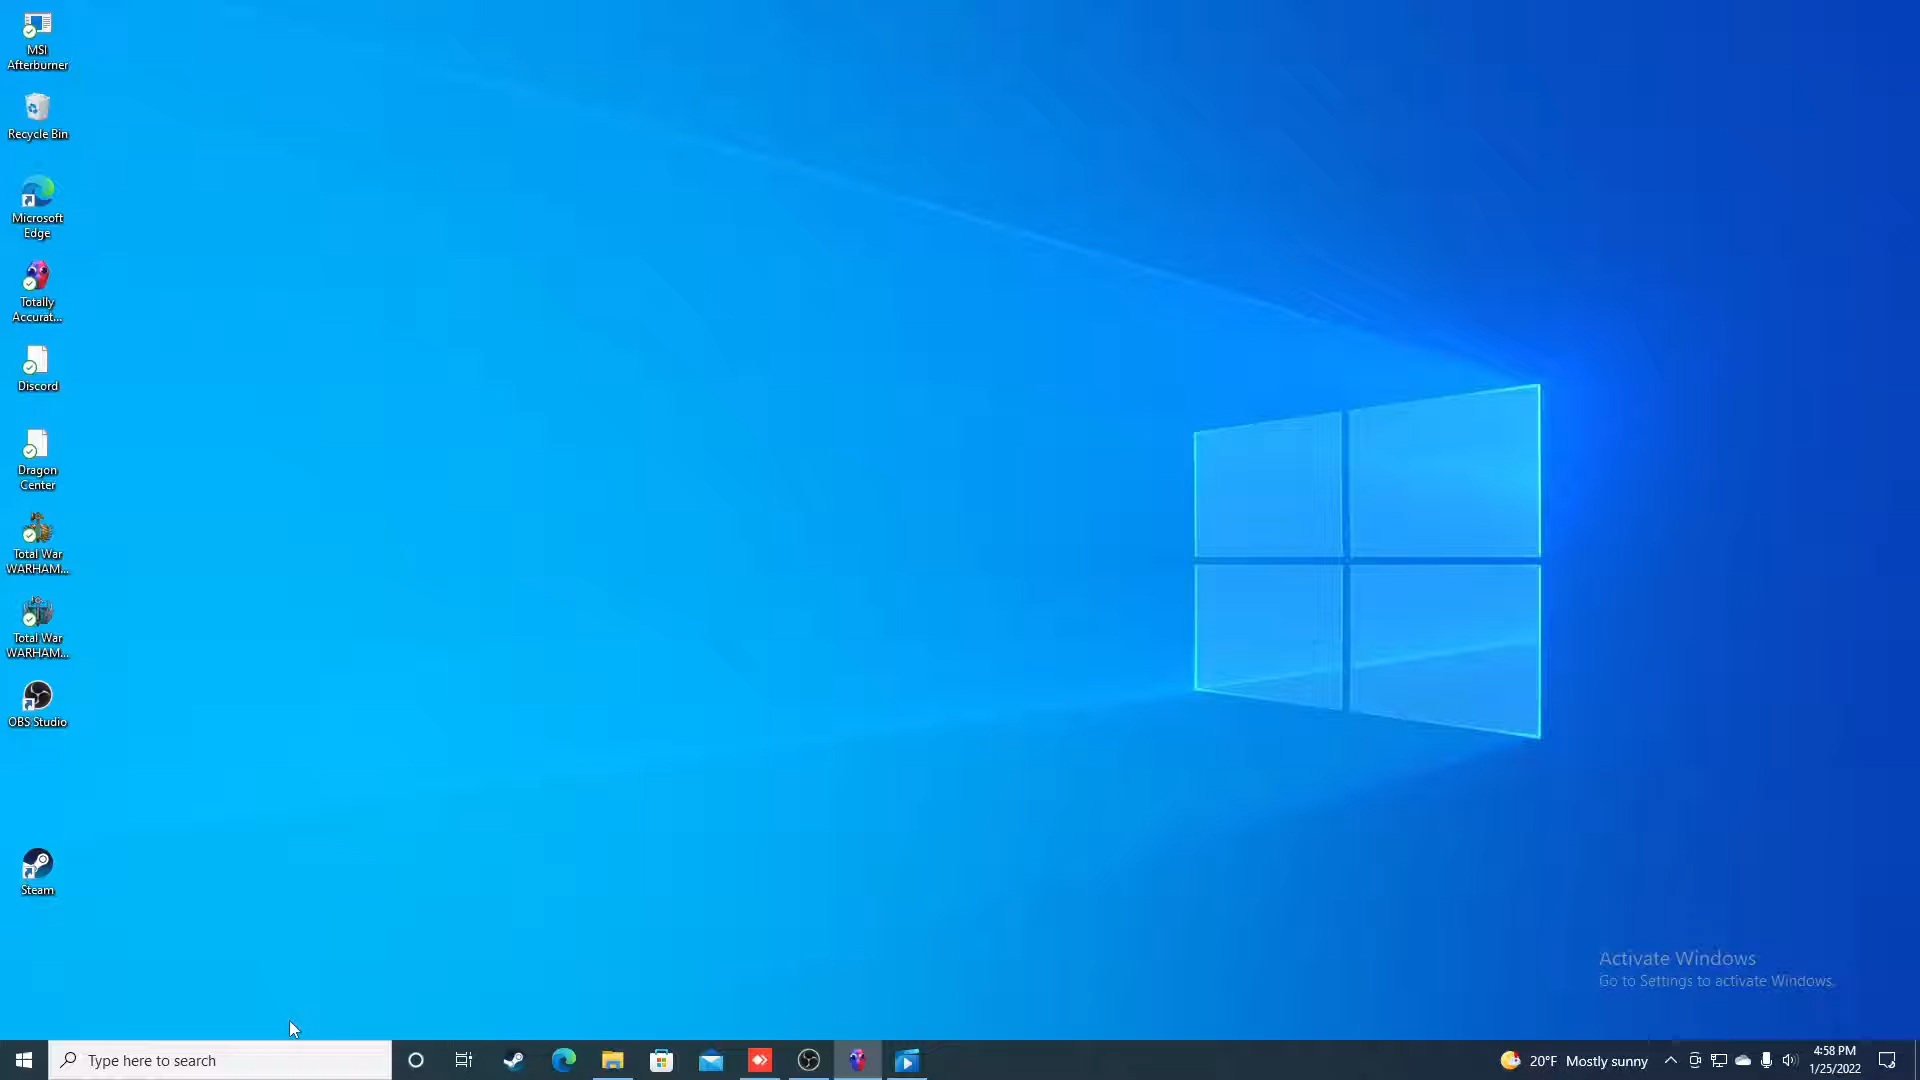 MSI
Afterburner
Recycle Bin
Microsoft
Edge
Totally
Accurat...
Discord
Dragon
Center
Total War
WARHAM...
Total War
WARHAM...
OBS Studio
Steam
Activate Windows
Go to Settings to activate Windows.
Type here to search
20°F Mostly sunny
4:58 PM
1/25/2022